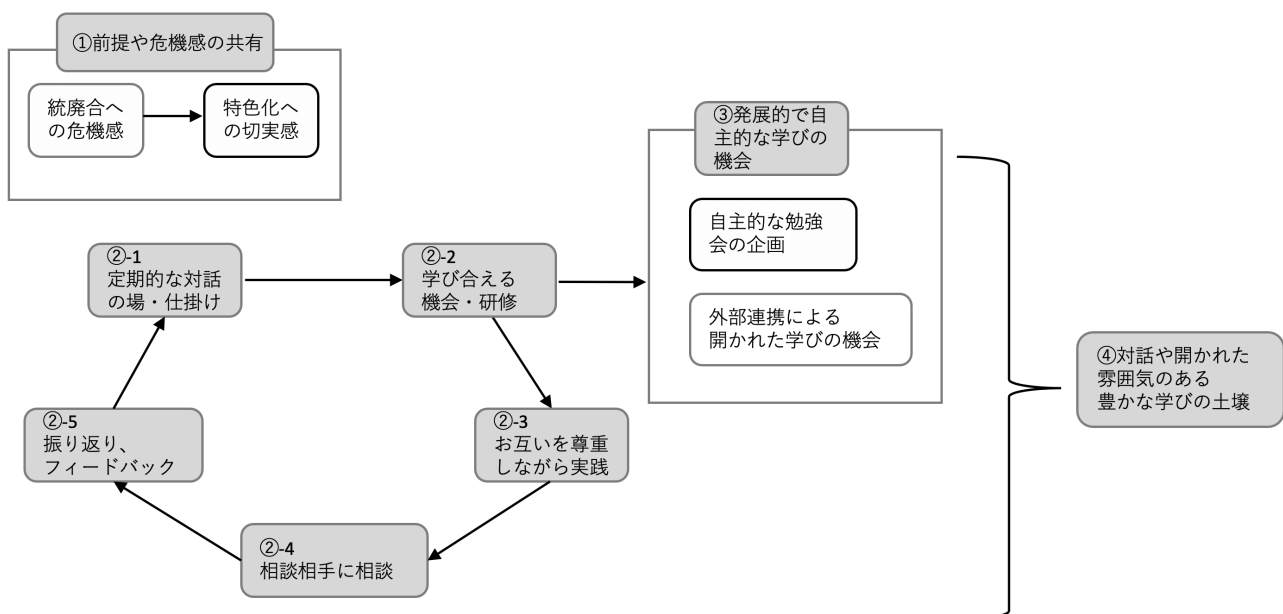 ①前提や危機感の共有
統廃合へ
の危機感
特色化へ
の切実感
③発展的で自
主的な学びの
機会
自主的な勉強
会の企画
外部連携による
開かれた学びの機会
②-1
定期的な対話
の場・仕掛け
②-2
学び合える
機会・研修
②-3
お互いを尊重
しながら実践
②-4
相談相手に相談
②-5
振り返り、
フィードバック
④対話や開かれた
雰囲気のある
豊かな学びの土壌